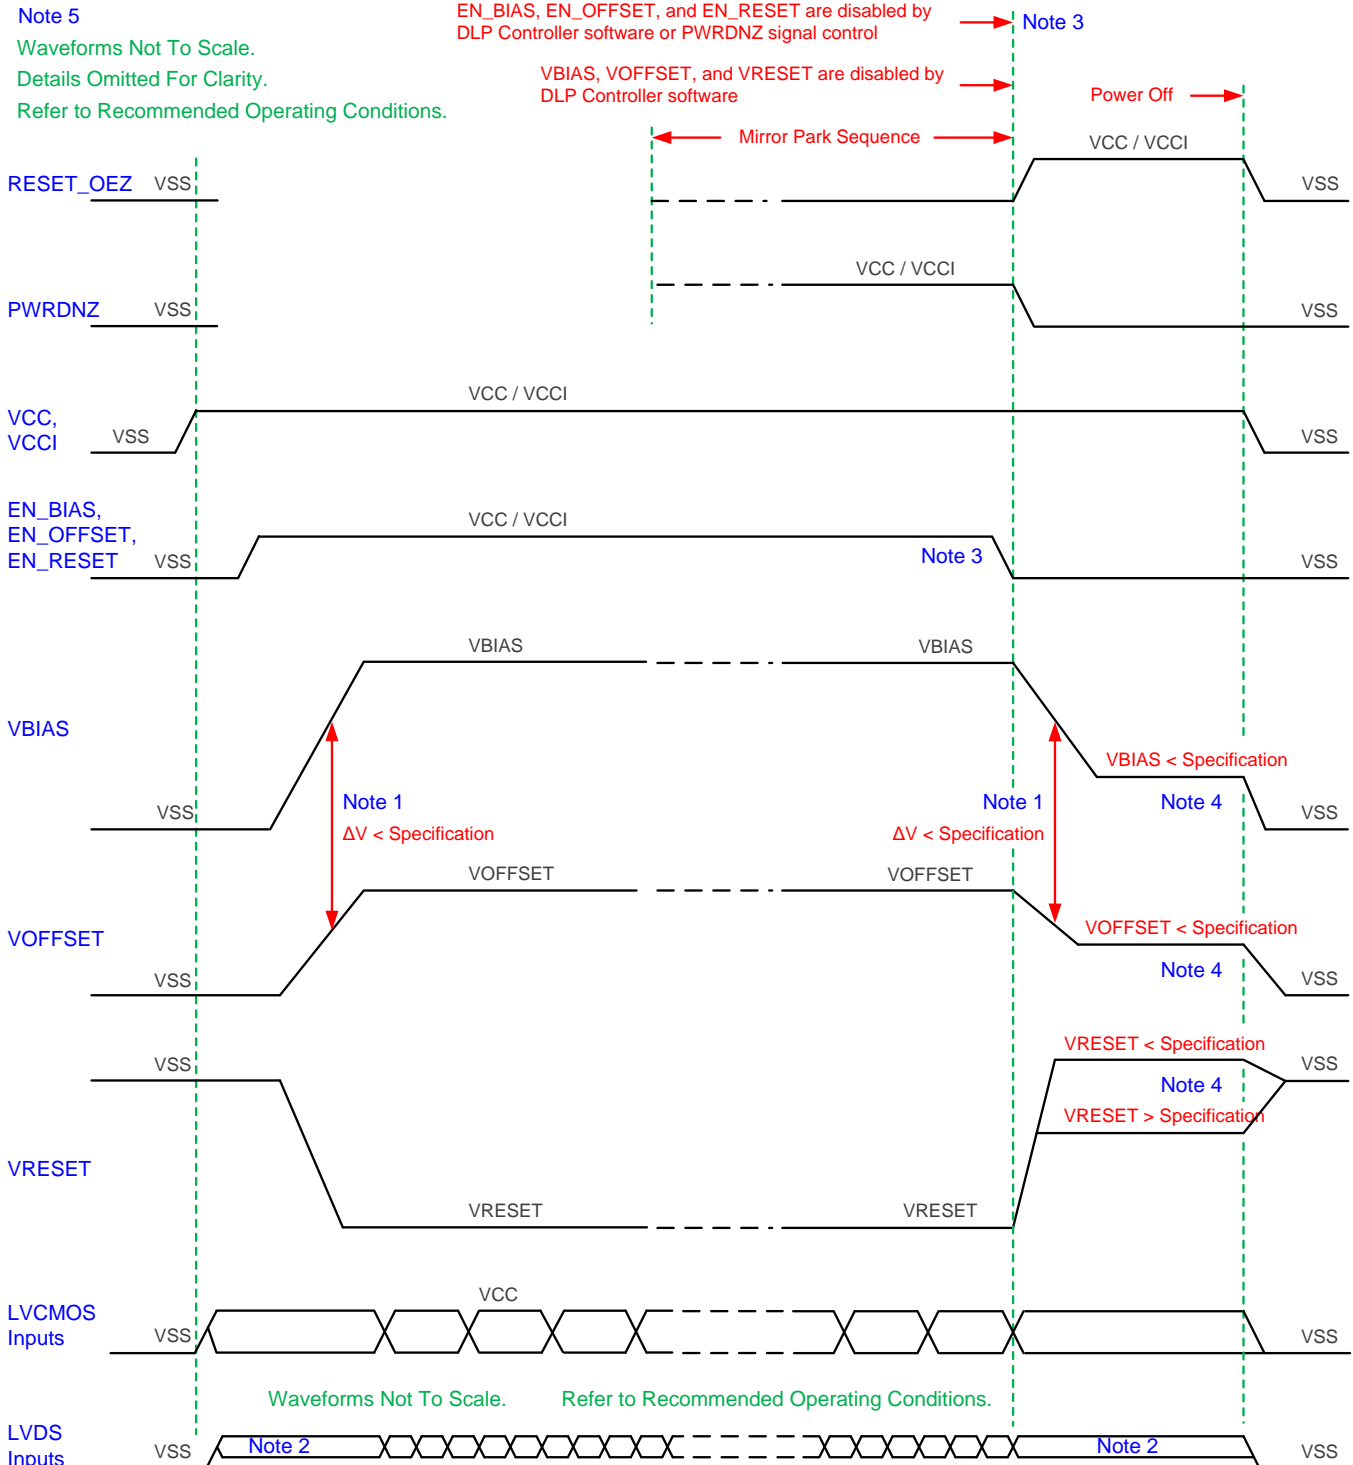 Note 5
Waveforms Not To Scale.
Details Omitted For Clarity.
Refer to Recommended Operating Conditions.
EN_BIAS, EN_OFFSET, and EN_RESET are disabled by
DLP Controller software or PWRDNZ signal control
Note 3
VBIAS, VOFFSET, and VRESET are disabled by
DLP Controller software
Power Off
Mirror Park Sequence
VCC / VCCI
RESET_OEZ
VSS
VSS
VCC / VCCI
PWRDNZ
VSS
VSS
VCC / VCCI
VCC,
VCCI
VSS
VSS
EN_BIAS,
EN_OFFSET,
EN_RESET
VSS
VCC / VCCI
Note 3
VSS
VBIAS
VBIAS
VBIAS
VBIAS < Specification
Note 1
ΔV < Specification
Note 1
ΔV < Specification
Note 4
VSS
VSS
VOFFSET
VOFFSET
VOFFSET
VOFFSET < Specification
Note 4
VSS
VSS
VSS
VRESET < Specification
Note 4
VRESET > Specification
VSS
VRESET
VRESET
VRESET
LVCMOS
Inputs
VSS
VCC
VSS
Waveforms Not To Scale.
Refer to Recommended Operating Conditions.
LVDS
Inputs
VSS
Note 2
Note 2
VSS